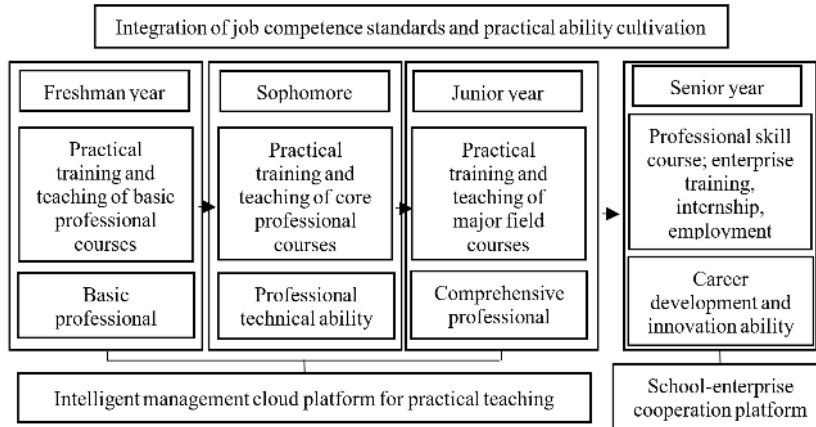 Integration of job competence standards and practical ability cultivation
Freshman year
Practical
training and
teaching of basic
professional
courses
Basic
professional
Sophomore
Practical
training and
teaching of core
professional
courses
Professional
technical ability
Junior year
Practical
training and
teaching of
major field
courses
Comprehensive
professional
Senior year
Professional skill
course; enterprise
training,
internship,
employment
Career
development and
innovation ability
Intelligent management cloud platform for practical teaching
School-enterprise
cooperation platform